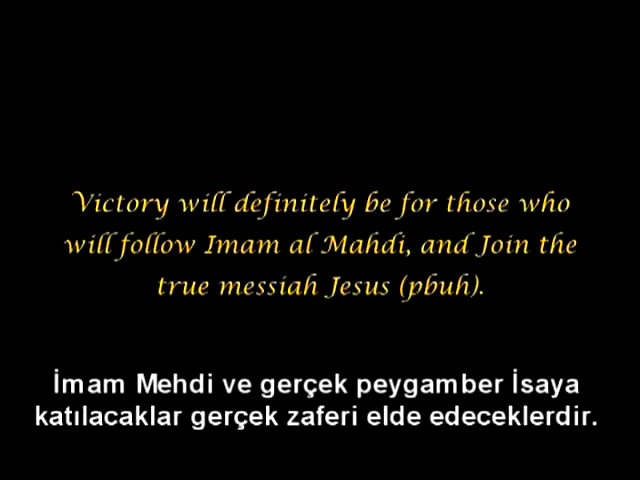 Victory will definitely be for those who
will follow Imam al Mahdi, and Join the
true messiah Jesus (pbuh).
İmam Mehdi ve gerçek peygamber İsaya
katılacaklar gerçek zaferi elde edeceklerdir.